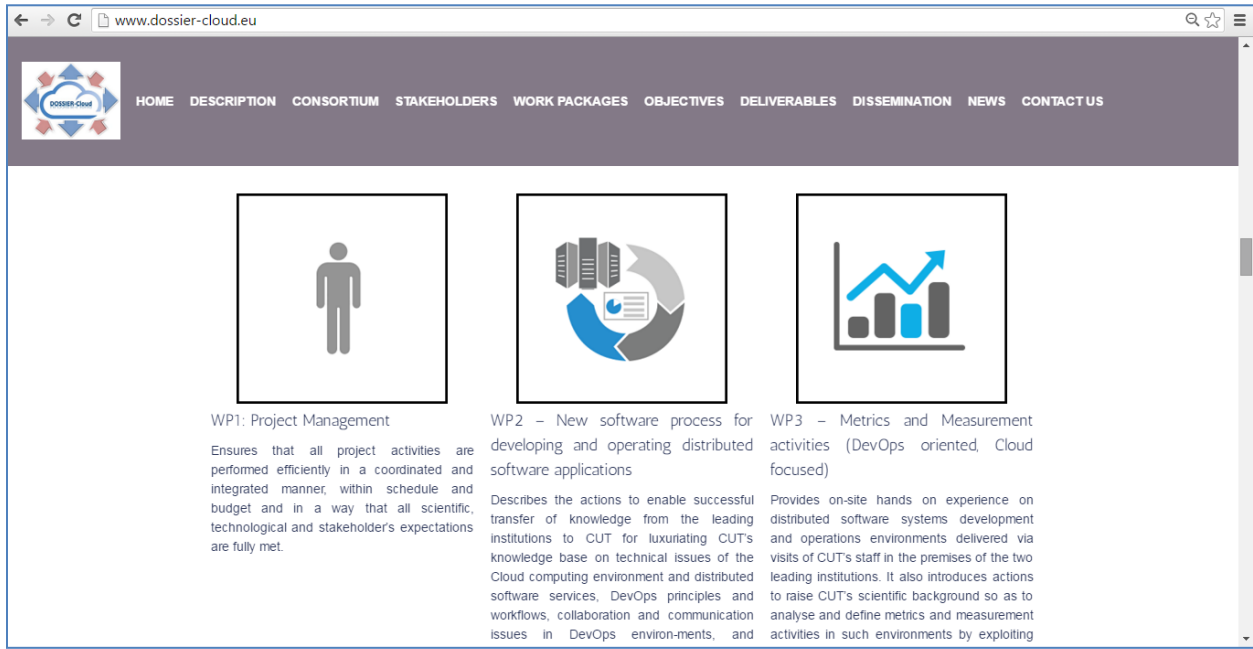 www.dossier-cloud.eu
DOSSIER-Cloud
HOME DESCRIPTION CONSORTIUM STAKEHOLDERS WORK PACKAGES OBJECTIVES DELIVERABLES DISSEMINATION NEWS CONTACT US
WP1: Project Management
Ensures that all project activities are
performed efficiently in a coordinated and
integrated manner, within schedule and
budget and in a way that all scientific,
technological and stakeholder's expectations
are fully met.
WP2 – New software process for
developing and operating distributed
software applications
Describes the actions to enable successful
transfer of knowledge from the leading
institutions to CUT for luxuriating CUT's
knowledge base on technical issues of the
Cloud computing environment and distributed
software services, DevOps principles and
workflows, collaboration and communication
issues in DevOps environ-ments, and
WP3 – Metrics and Measurement
activities (DevOps oriented, Cloud
focused)
Provides on-site hands on experience on
distributed software systems development
and operations environments delivered via
visits of CUT's staff in the premises of the two
leading institutions. It also introduces actions
to raise CUT's scientific background so as to
analyse and define metrics and measurement
activities in such environments by exploiting